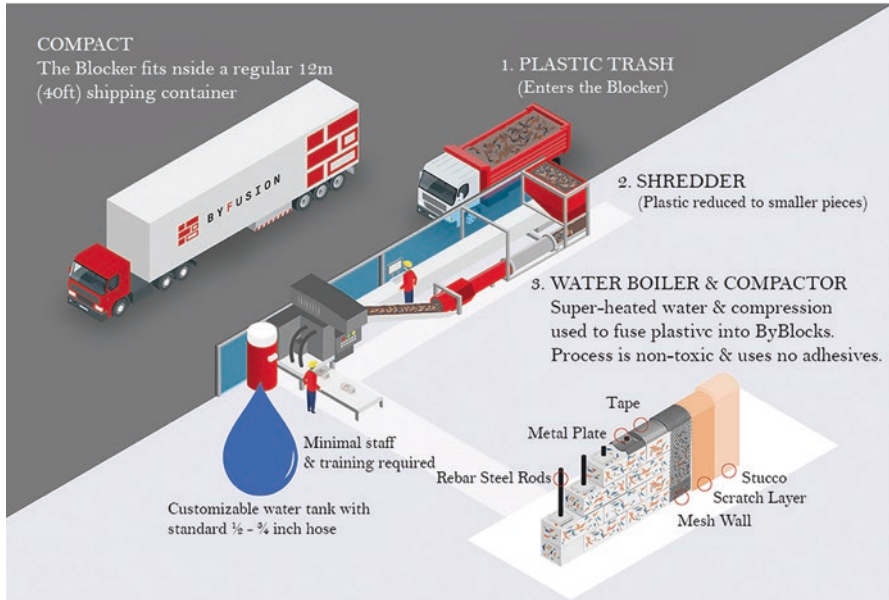 COMPACT
The Blocker fits nside a regular 12m
(40ft) shipping container
1. PLASTIC TRASH
(Enters the Blocker)
BYFUSION
2. SHREDDER
(Plastic reduced to smaller pieces)
3. WATER BOILER & COMPACTOR
Super-heated water & compression
used to fuse plastivc into ByBlocks.
Process is non-toxic & uses no adhesives.
Tape
Metal Plate
Rebar Steel Rods
Minimal staff
& training required
Stucco
Scratch Layer
Mesh Wall
Customizable water tank with
standard ½ - ¾ inch hose